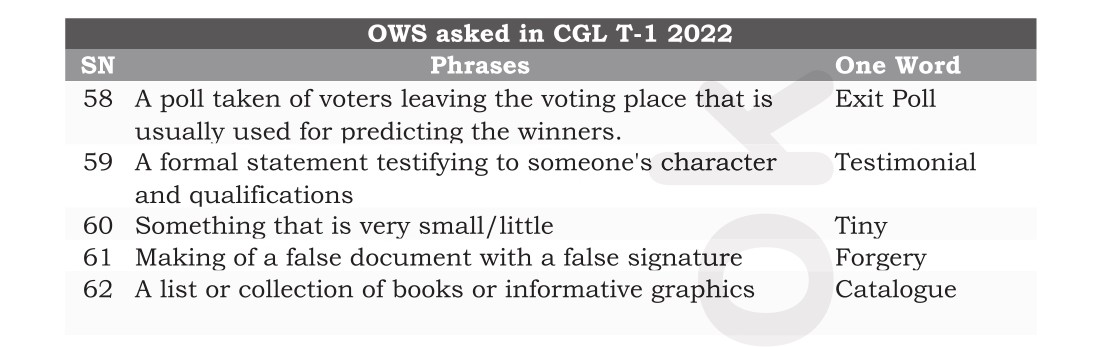 OWS asked in CGL T-1 2022
SN Phrases One Word
58 A poll taken of voters leaving the voting place that is Exit Poll
usually used for predicting the winners.
59 A formal statement testifying to someone's character Testimonial
and qualifications
60 Something that is very small/little Tiny
61 Making of a false document with a false signature Forgery
62 A list or collection of books or informative graphics Catalogue
ok